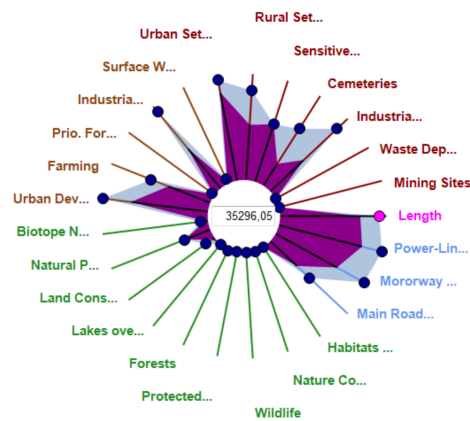 Rural Set...
Urban Set...
Sensitive...
Surface W...
Cemeteries
Industria...
Industria...
Prio. For...
Waste Dep...
Farming
Mining Sites
Urban Dev...
35296,05
Length
Biotope N...
Power-Lin...
Natural P...
Mororway ...
Land Cons...
Main Road...
Lakes ove...
Habitats ...
Forests
Nature Co...
Protected...
Wildlife